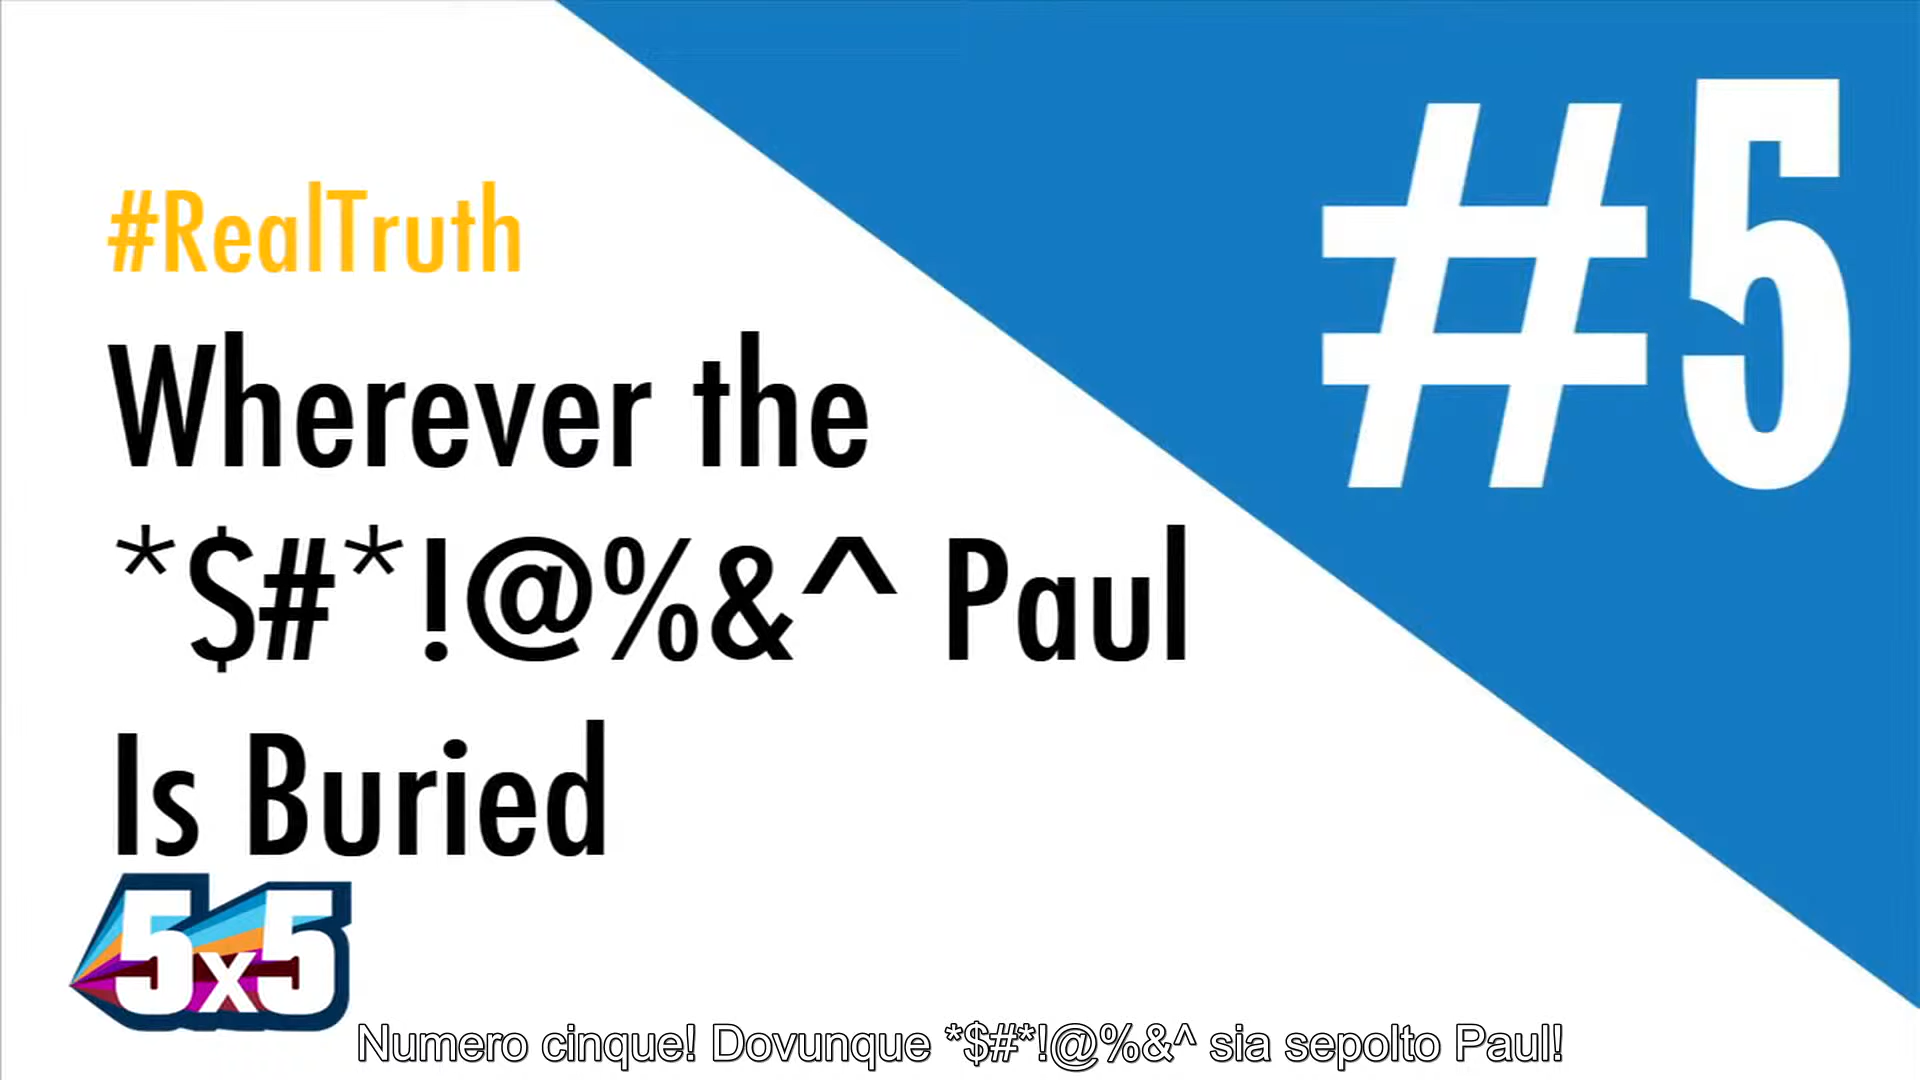 #5
#RealTruth
Wherever the
*$#*!@%&^ Paul
Is Buried
5x5
Numero cinque! Dovunque *$#*!@%&^ sia sepolto Paul!